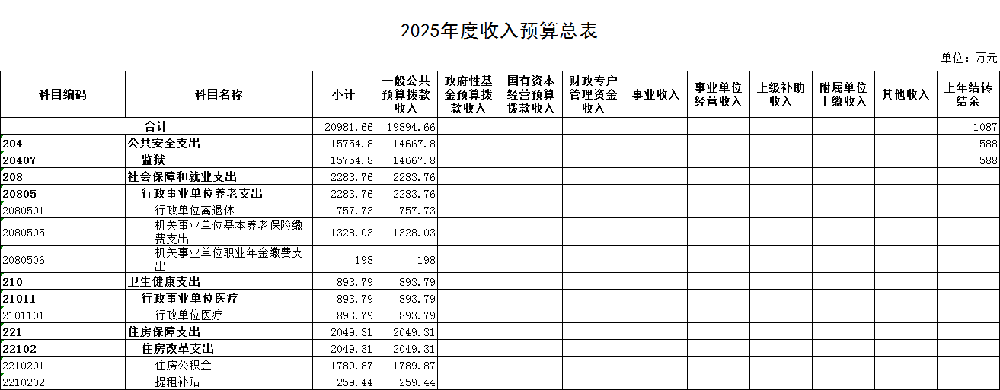 2025年度收入预算总表
单位：万元
科目编码 科目名称 小计 一般公共预算拨款收入 政府性基金预算拨款收入 国有资本经营预算拨款收入 财政专户管理资金收入 事业收入 事业单位经营收入 上级补助收入 附属单位上缴收入 其他收入 上年结转结余
合计 20981.66 19894.66 1087
204 公共安全支出 15754.8 14667.8 588
20407 监狱 15754.8 14667.8 588
208 社会保障和就业支出 2283.76 2283.76
20805 行政事业单位养老支出 2283.76 2283.76
2080501 行政单位离退休 757.73 757.73
2080505 机关事业单位基本养老保险缴费支出 1328.03 1328.03
2080506 机关事业单位职业年金缴费支出 198 198
210 卫生健康支出 893.79 893.79
21011 行政事业单位医疗 893.79 893.79
2101101 行政单位医疗 893.79 893.79
221 住房保障支出 2049.31 2049.31
22102 住房改革支出 2049.31 2049.31
2210201 住房公积金 1789.87 1789.87
2210202 提租补贴 259.44 259.44